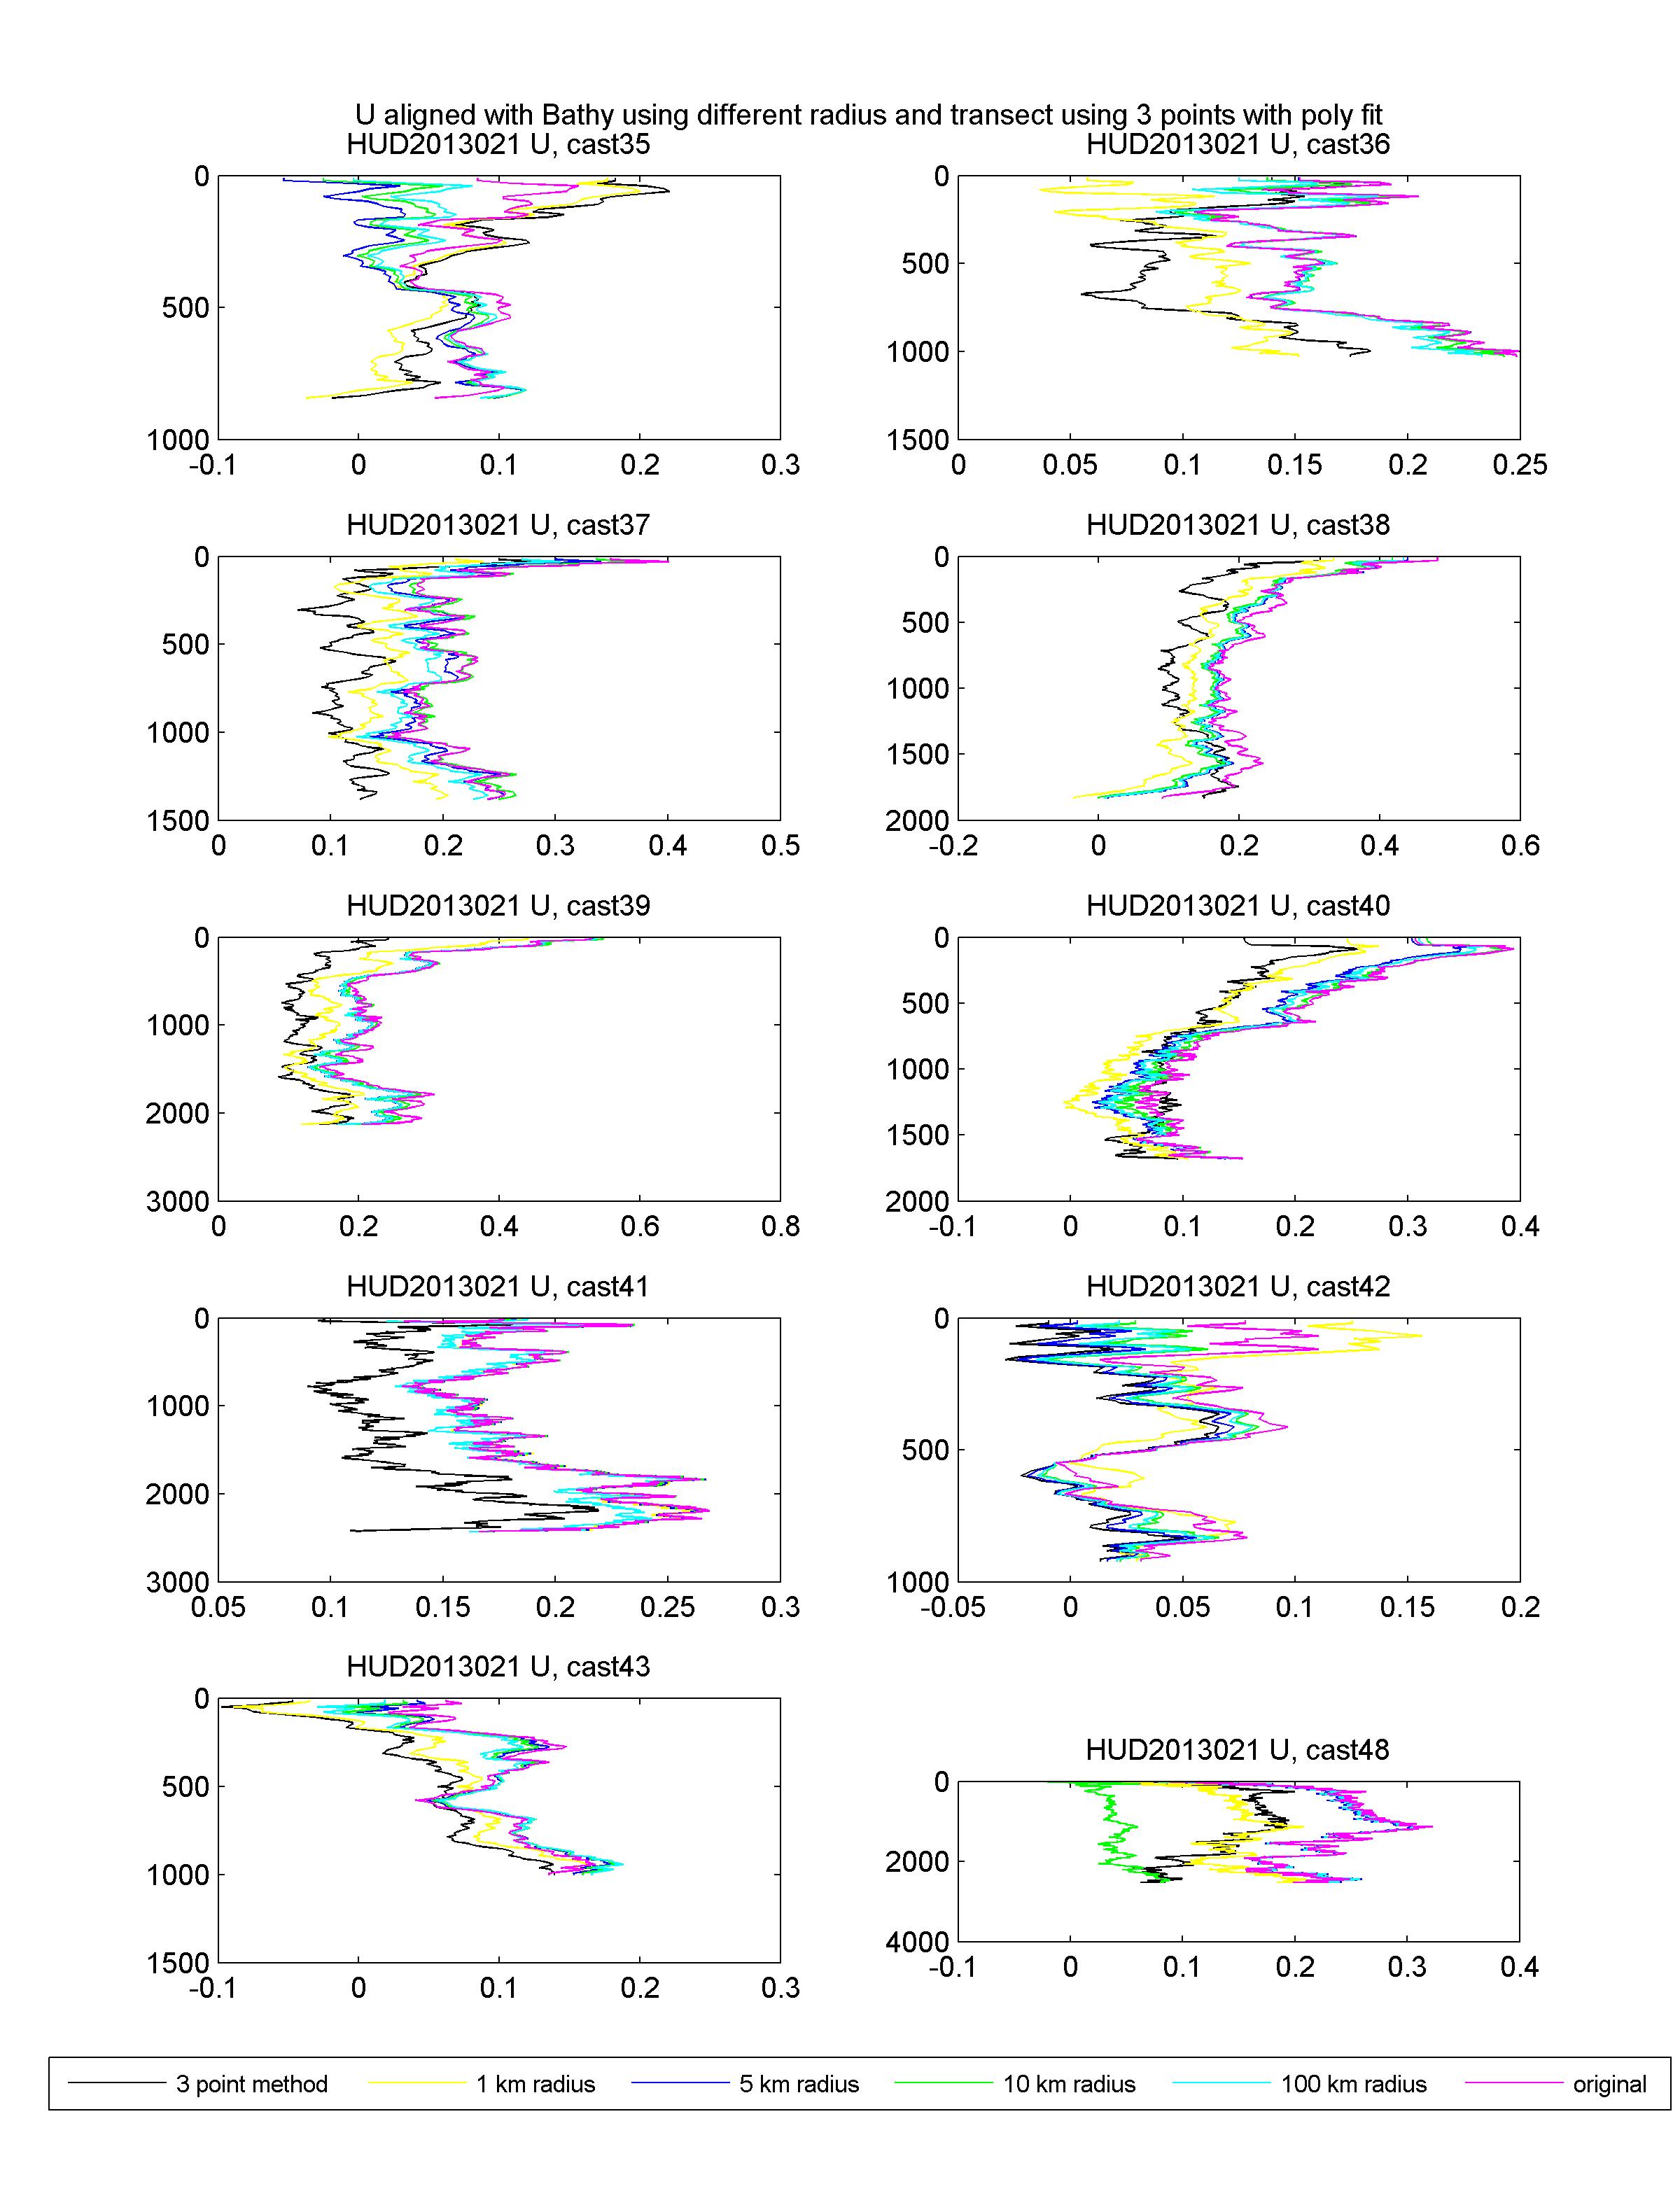 U aligned with Bathy using different radius and transect using 3 points with poly fit
HUD2013021 U, cast35
HUD2013021 U, cast36
0
500
1000
-0.1 0 0.1 0.2 0.3
0
500
1000
1500
0 0.05 0.1 0.15 0.2 0.25
HUD2013021 U, cast37
HUD2013021 U, cast38
0
500
1000
1500
0 0.1 0.2 0.3 0.4 0.5
0
500
1000
1500
2000
-0.2 0 0.2 0.4 0.6
HUD2013021 U, cast39
HUD2013021 U, cast40
0
1000
2000
3000
0 0.2 0.4 0.6 0.8
0
500
1000
1500
2000
-0.1 0 0.1 0.2 0.3 0.4
HUD2013021 U, cast41
HUD2013021 U, cast42
0
1000
2000
3000
0.05 0.1 0.15 0.2 0.25 0.3
0
500
1000
-0.05 0 0.05 0.1 0.15 0.2
HUD2013021 U, cast43
0
500
1000
1500
-0.1 0 0.1 0.2 0.3
HUD2013021 U, cast48
0
2000
4000
-0.1 0 0.1 0.2 0.3 0.4
3 point method 1 km radius 5 km radius 10 km radius 100 km radius original